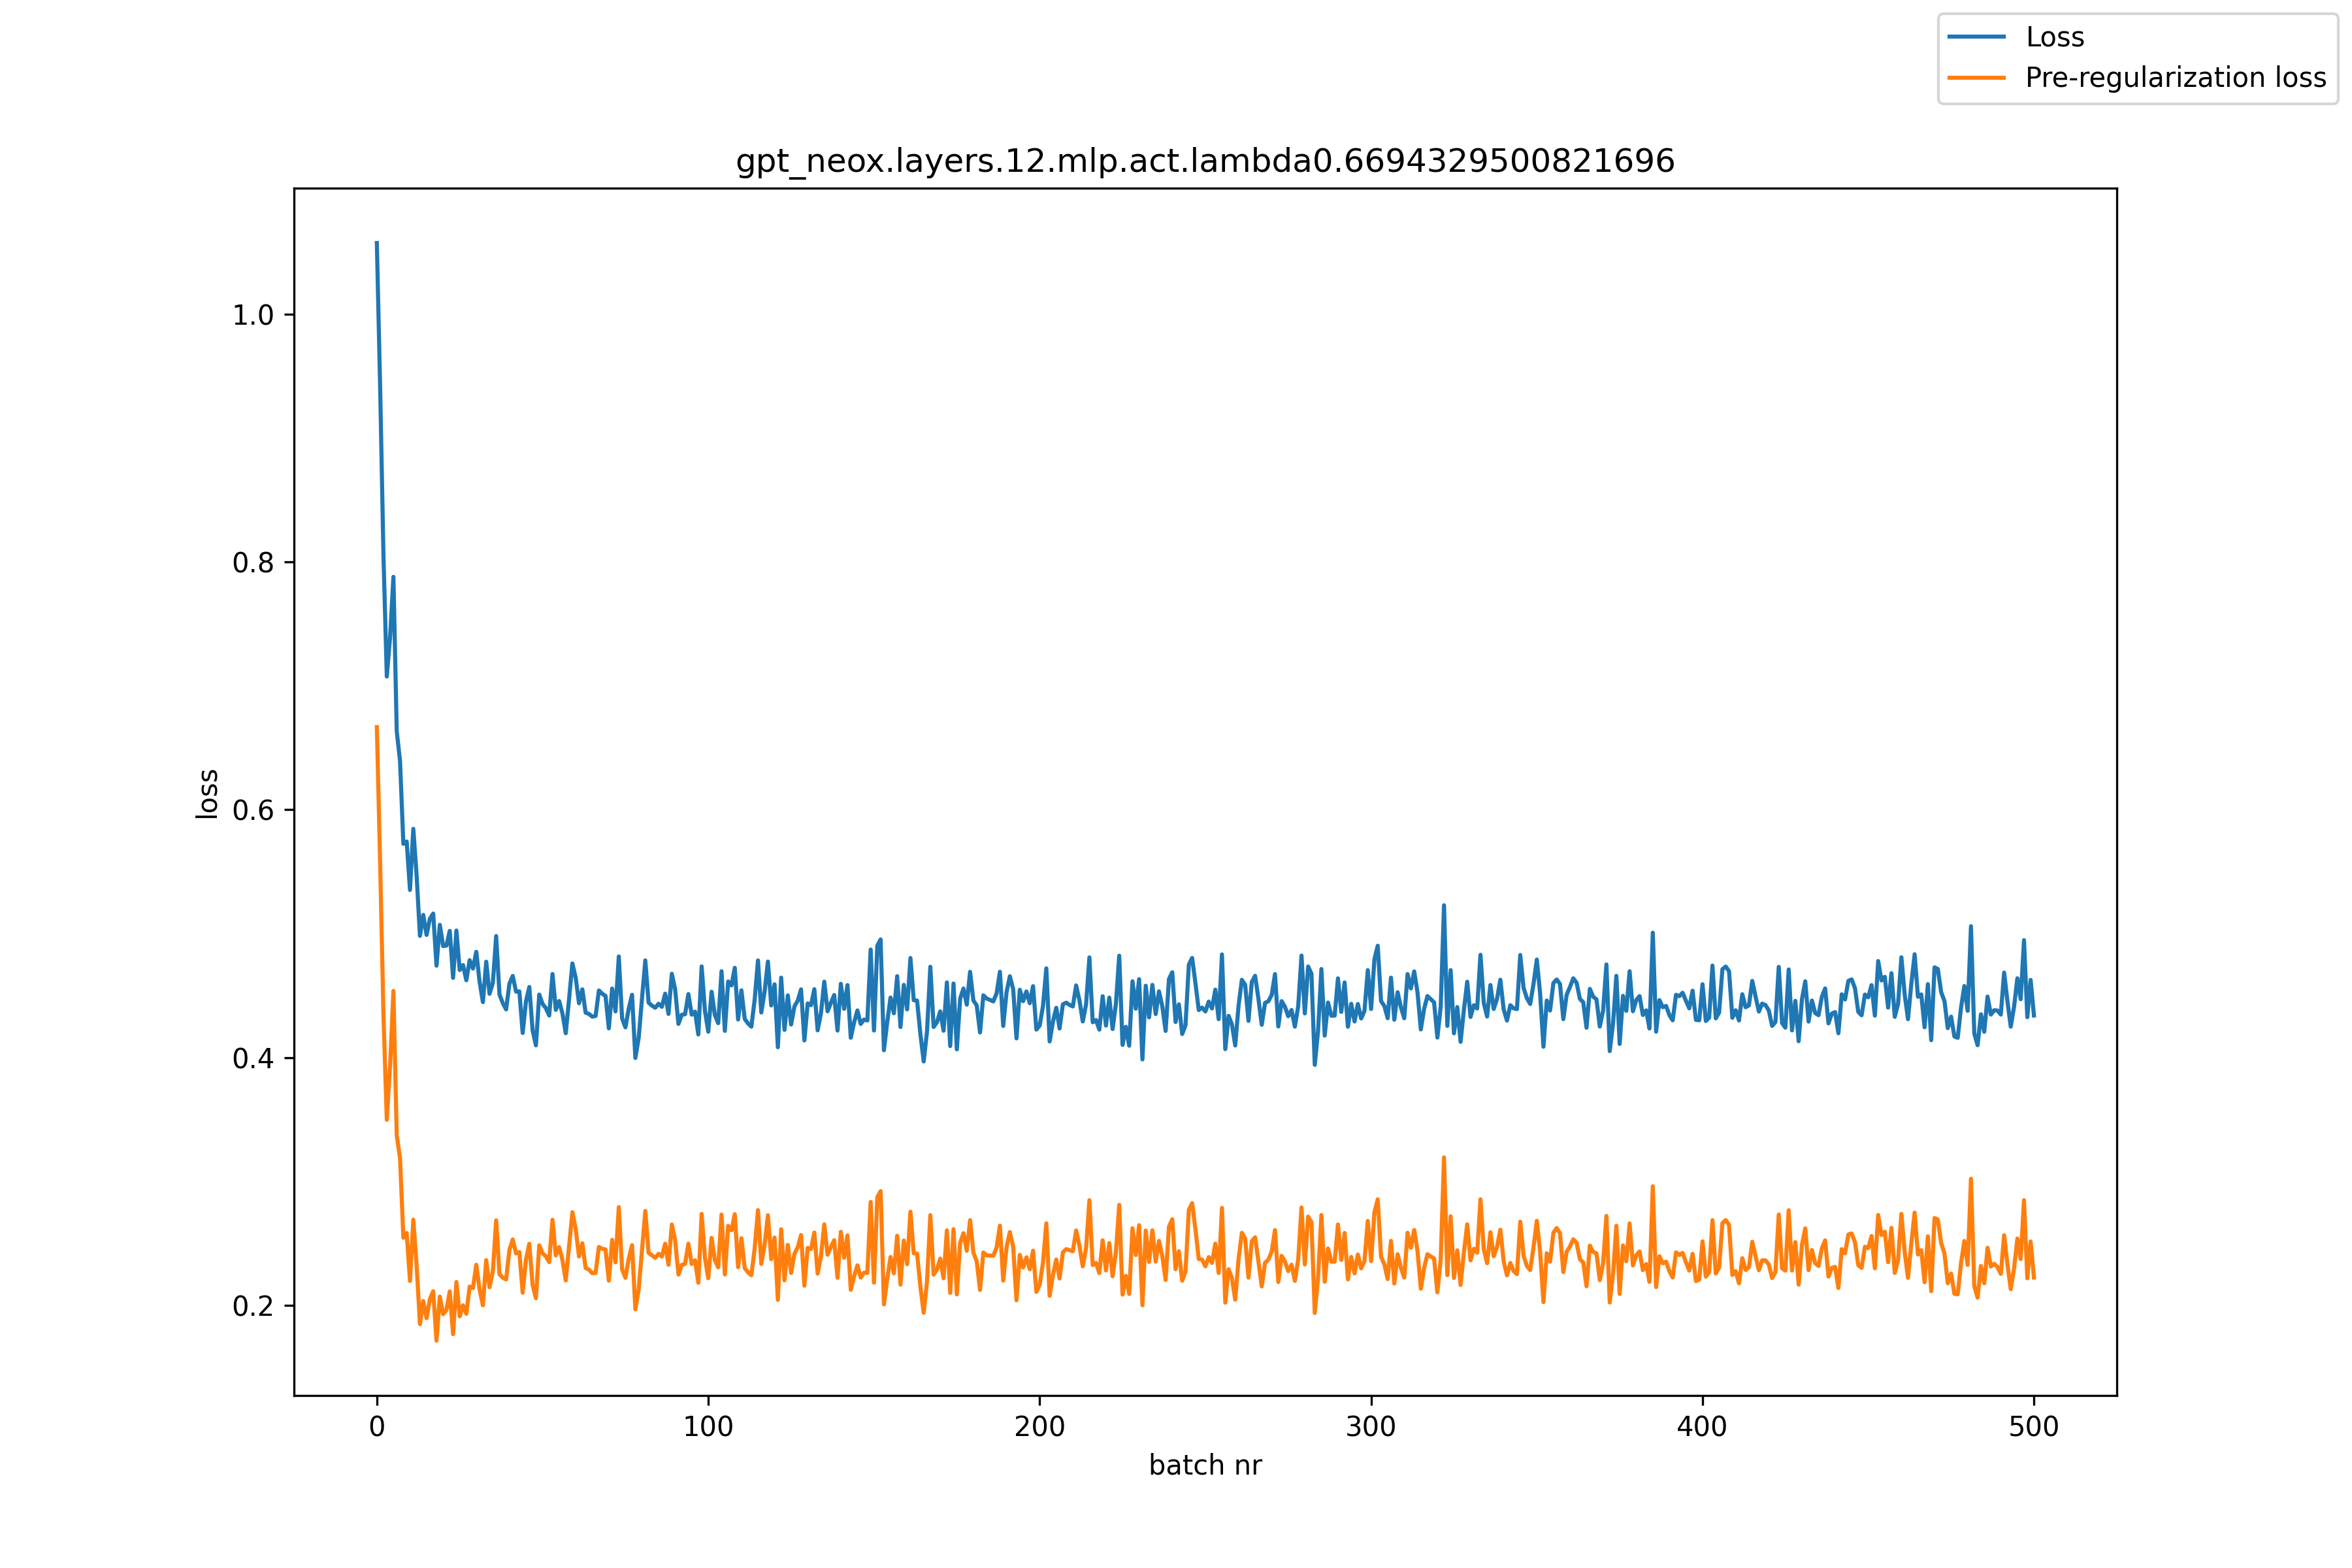 Loss
Pre-regularization loss
gpt_neox.layers.12.mlp.act.lambda0.6694329500821696
1.0
0.8
0.6
0.4
0.2
loss
0
100
200
300
400
500
batch nr